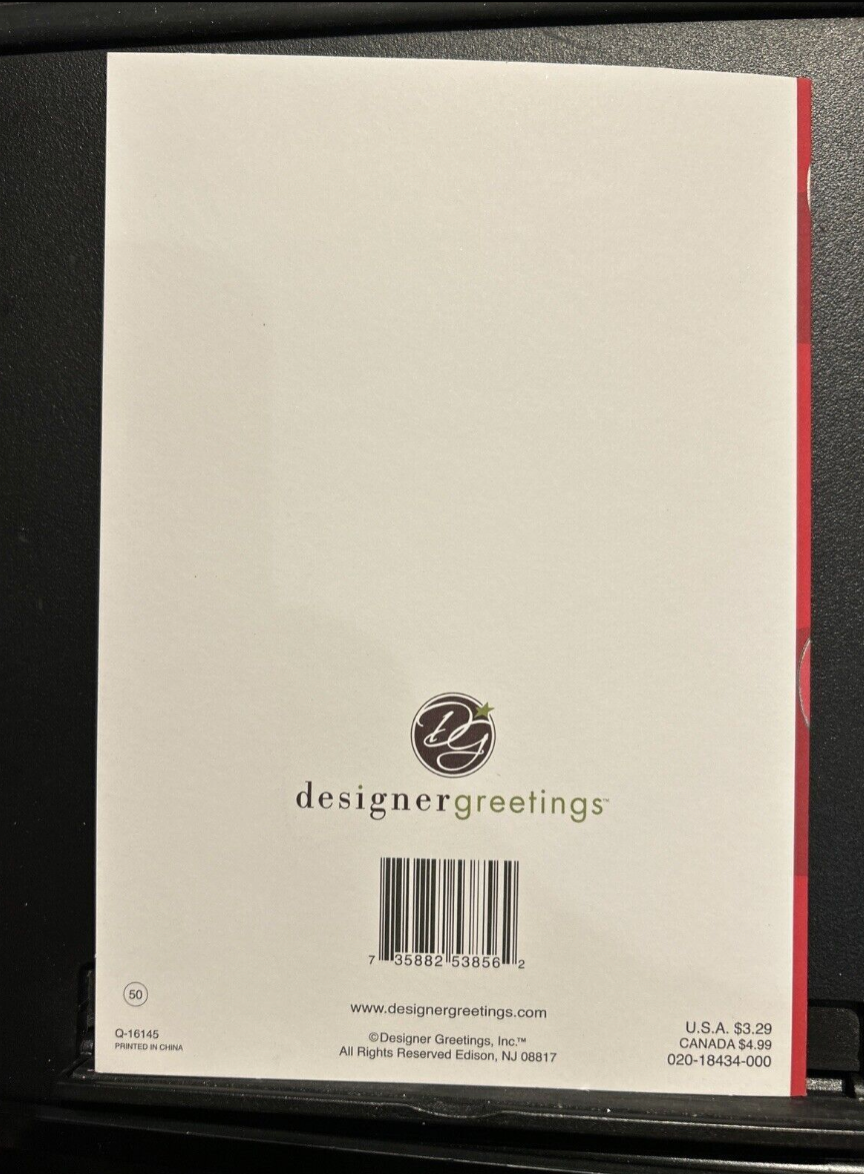 DG
designergreetings™
7 35882 53856 2
50
www.designergreetings.com
Q-16145
PRINTED IN CHINA
©Designer Greetings, Inc.™
All Rights Reserved Edison, NJ 08817
U.S.A. $3.29
CANADA $4.99
020-18434-000